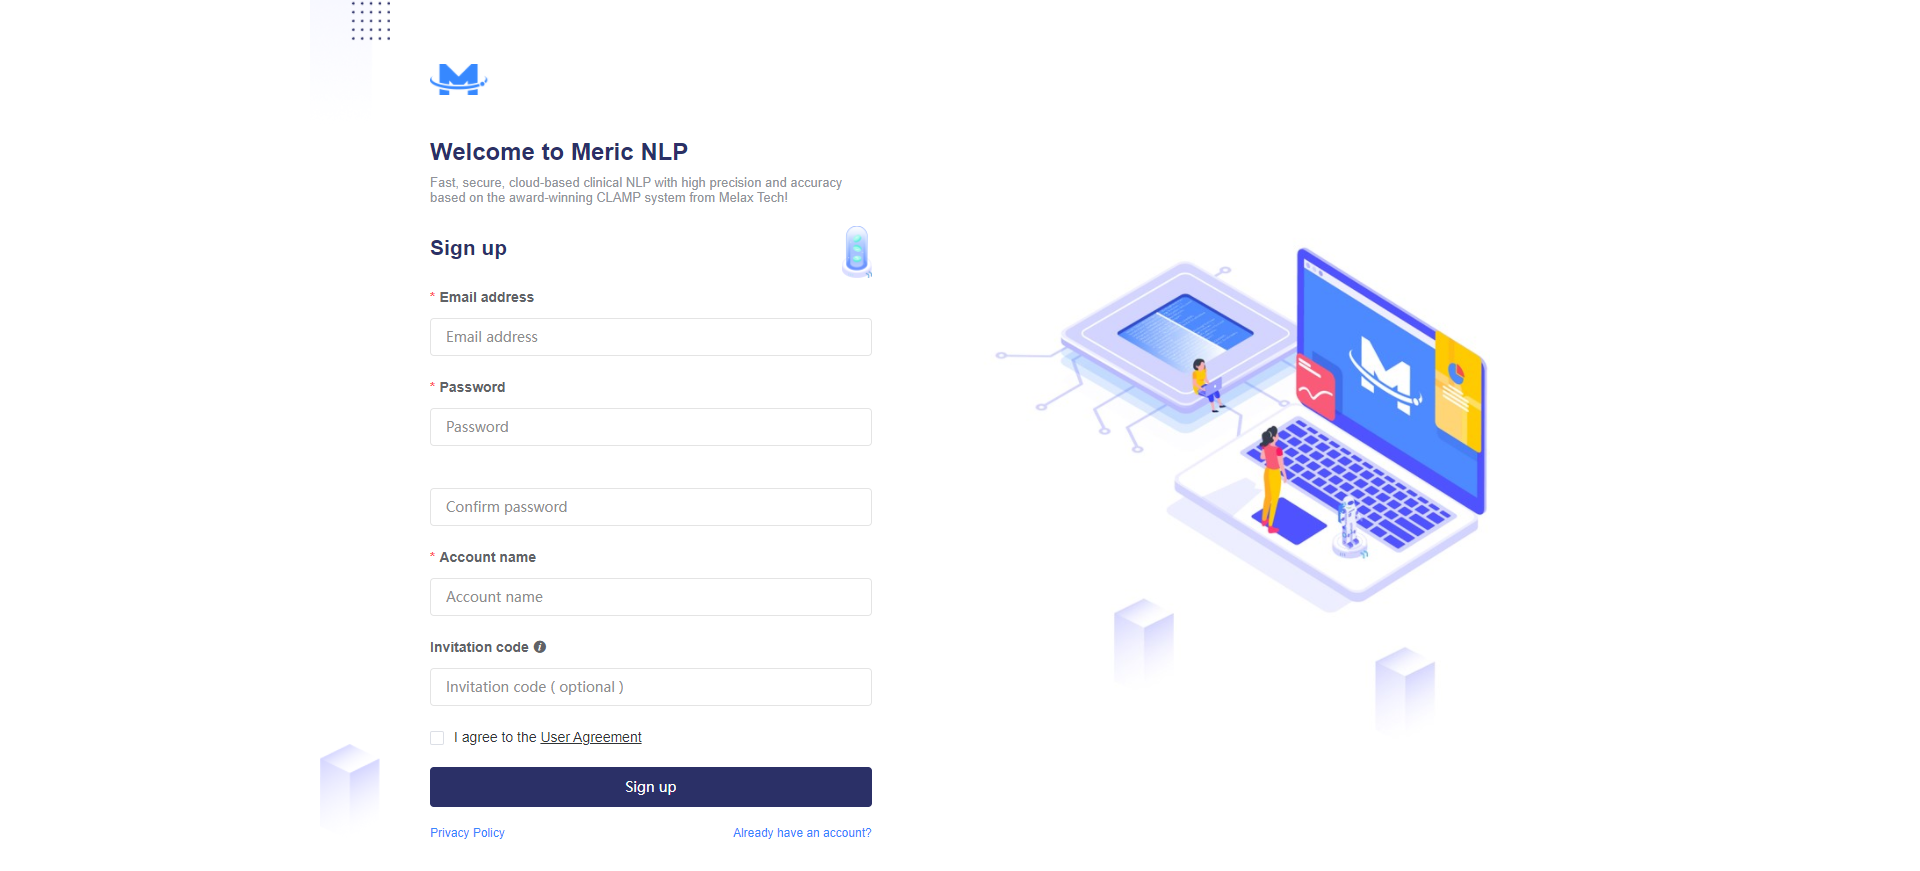 Welcome to Meric NLP
Fast, secure, cloud-based clinical NLP with high precision and accuracy
based on the award-winning CLAMP system from Melax Tech!
Sign up
* Email address
Email address
* Password
Password
Confirm password
* Account name
Account name
Invitation code
Invitation code ( optional )
I agree to the User Agreement
Sign up
Privacy Policy
Already have an account?